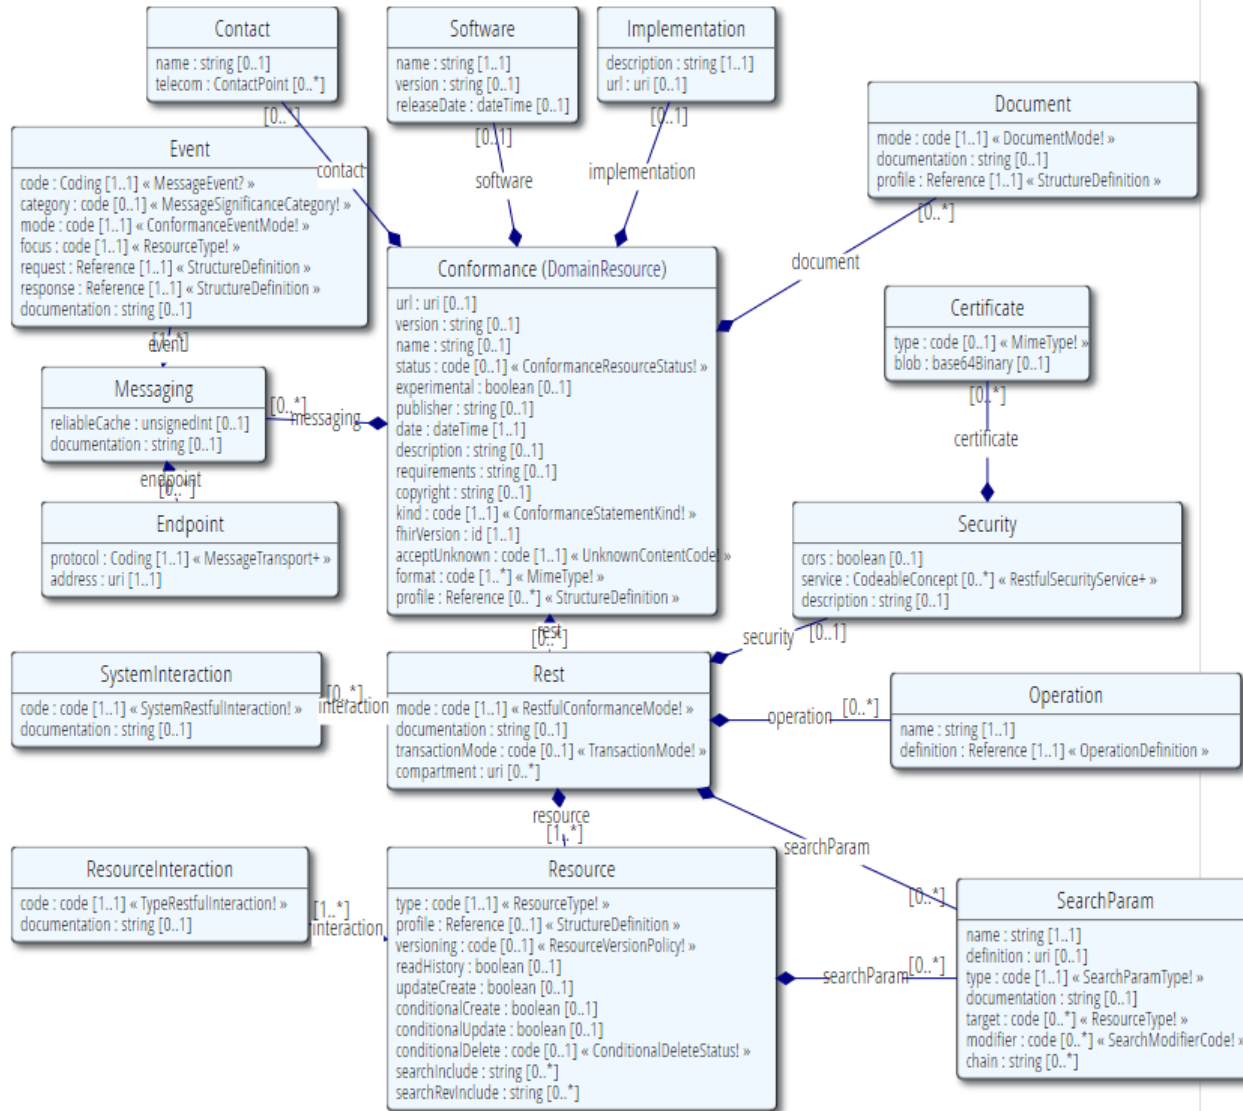 Contact
name : string [0..1]
telecom : ContactPoint [0..*]
Software
name : string [1..1]
version : string [0..1]
releaseDate : dateTime [0..1]
Implementation
description : string [1..1]
url : uri [0..1]
Document
mode : code [1..1] « DocumentMode! »
documentation : string [0..1]
profile : Reference [1..1] « StructureDefinition »
[0..*]
contact
[0..1]
software
[0..1]
implementation
[0..*]
document
Event
code : Coding [1..1] « MessageEvent? »
category : code [0..1] « MessageSignificanceCategory! »
mode : code [1..1] « ConformanceEventMode! »
focus : code [1..1] « ResourceType! »
request : Reference [1..1] « StructureDefinition »
response : Reference [1..1] « StructureDefinition »
documentation : string [0..1]
[1..*]
event
Conformance (DomainResource)
url : uri [0..1]
version : string [0..1]
name : string [0..1]
status : code [0..1] « ConformanceResourceStatus! »
experimental : boolean [0..1]
publisher : string [0..1]
date : dateTime [1..1]
description : string [0..1]
requirements : string [0..1]
copyright : string [0..1]
kind : code [1..1] « ConformanceStatementKind! »
fhirVersion : id [1..1]
acceptUnknown : code [1..1] « UnknownContentCode! »
format : code [1..*] « MimeType! »
profile : Reference [0..*] « StructureDefinition »
Certificate
type : code [0..1] « MimeType! »
blob : base64Binary [0..1]
[0..*]
certificate
Messaging
reliableCache : unsignedInt [0..1]
documentation : string [0..1]
[0..*]
messaging
endpoint
[0..*]
Endpoint
protocol : Coding [1..1] « MessageTransport+ »
address : uri [1..1]
Security
cors : boolean [0..1]
service : CodeableConcept [0..*] « RestfulSecurityService+ »
description : string [0..1]
[0..1]
security
rest
[0..*]
SystemInteraction
code : code [1..1] « SystemRestfulInteraction! »
documentation : string [0..1]
[0..*]
interaction
Rest
mode : code [1..1] « RestfulConformanceMode! »
documentation : string [0..1]
transactionMode : code [0..1] « TransactionMode! »
compartment : uri [0..*]
operation
[0..*]
Operation
name : string [1..1]
definition : Reference [1..1] « OperationDefinition »
resource
[1..*]
searchParam
[0..*]
ResourceInteraction
code : code [1..1] « TypeRestfulInteraction! »
documentation : string [0..1]
[1..*]
interaction
Resource
type : code [1..1] « ResourceType! »
profile : Reference [0..1] « StructureDefinition »
versioning : code [0..1] « ResourceVersionPolicy! »
readHistory : boolean [0..1]
updateCreate : boolean [0..1]
conditionalCreate : boolean [0..1]
conditionalUpdate : boolean [0..1]
conditionalDelete : code [0..1] « ConditionalDeleteStatus! »
searchInclude : string [0..*]
searchRevInclude : string [0..*]
searchParam
[0..*]
SearchParam
name : string [1..1]
definition : uri [0..1]
type : code [1..1] « SearchParamType! »
documentation : string [0..1]
target : code [0..*] « ResourceType! »
modifier : code [0..*] « SearchModifierCode! »
chain : string [0..*]